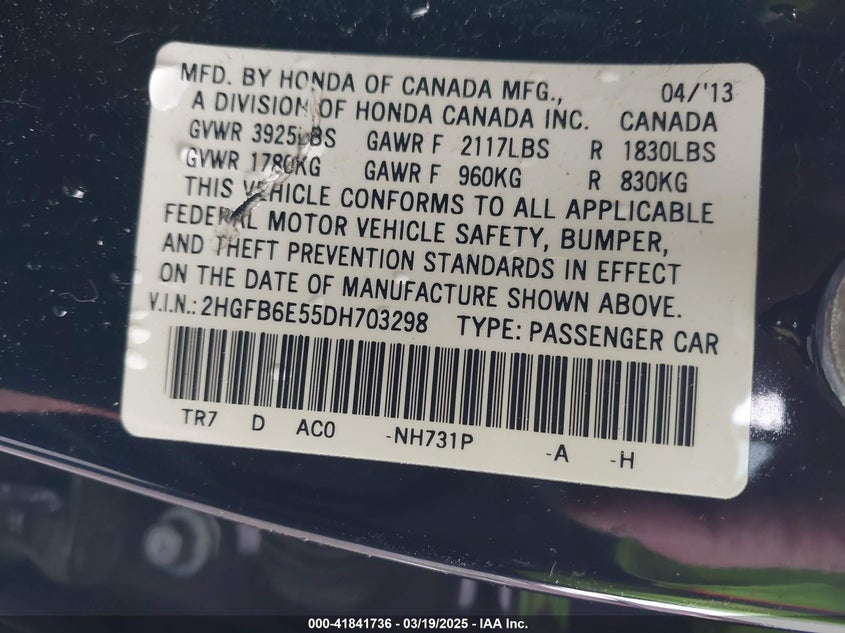 MFD. BY HONDA OF CANADA MFG., 04/'13
A DIVISION OF HONDA CANADA INC. CANADA
GVWR 3925LBS GAWR F 2117LBS R 1830LBS
GVWR 1780KG GAWR F 960KG R 830KG
THIS VEHICLE CONFORMS TO ALL APPLICABLE
FEDERAL MOTOR VEHICLE SAFETY, BUMPER,
AND THEFT PREVENTION STANDARDS IN EFFECT
ON THE DATE OF MANUFACTURE SHOWN ABOVE.
V.I.N.: 2HGFB6E55DH703298 TYPE: PASSENGER CAR
TR7 D AC0 -NH731P -A -H
000-41841736 - 03/19/2025 - IAA Inc.